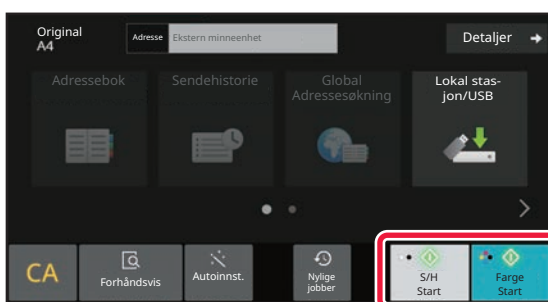 Original
A4
Adresse
Ekstern minneenhet
Detaljer
Adressebok
Sendehistorie
Global
Adressesøkning
Lokal stas-
jon/USB
CA
Forhåndsvis
Autoinnst.
Nylige
jobber
S/H
Start
Farge
Start